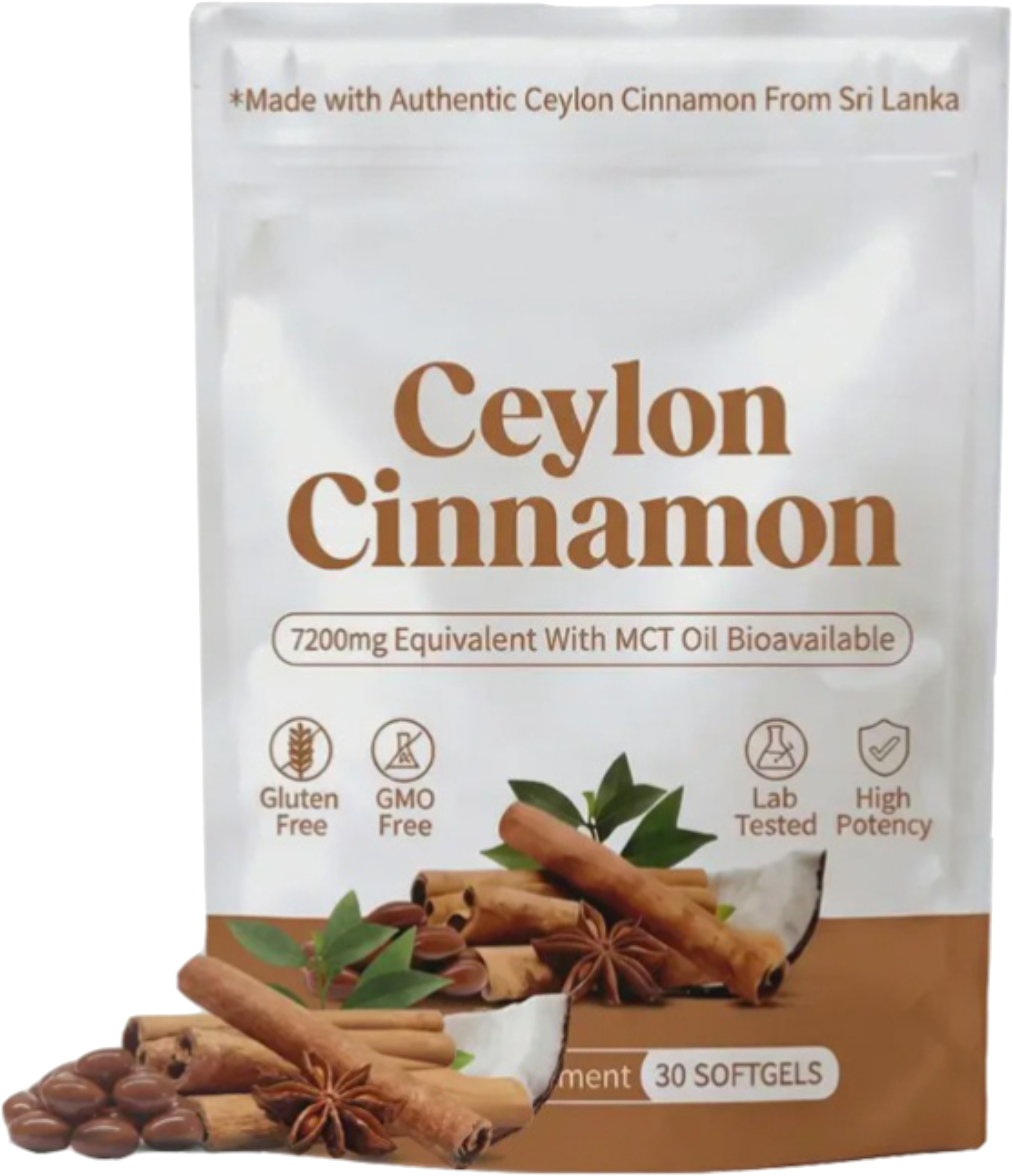 *Made with Authentic Ceylon Cinnamon From Sri Lanka
Ceylon
Cinnamon
7200mg Equivalent With MCT Oil Bioavailable
Gluten
Free
GMO
Free
Lab
Tested
High
Potency
30 SOFTGELS